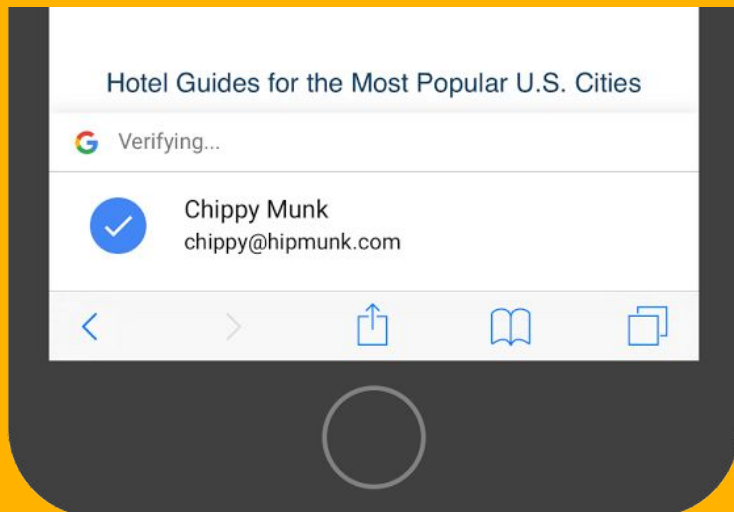 Hotel Guides for the Most Popular U.S. Cities
Verifying...
Chippy Munk
chippy@hipmunk.com